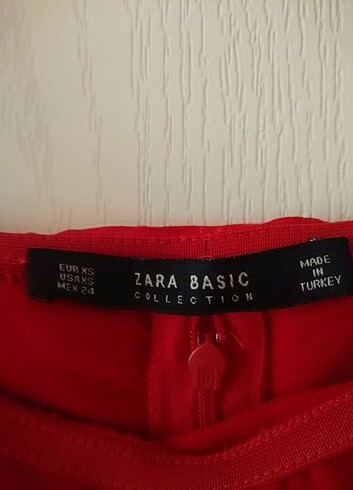 EUR XS
USA XS
MEX 24
ZARA BASIC
COLLECTION
MADE
IN
TURKEY